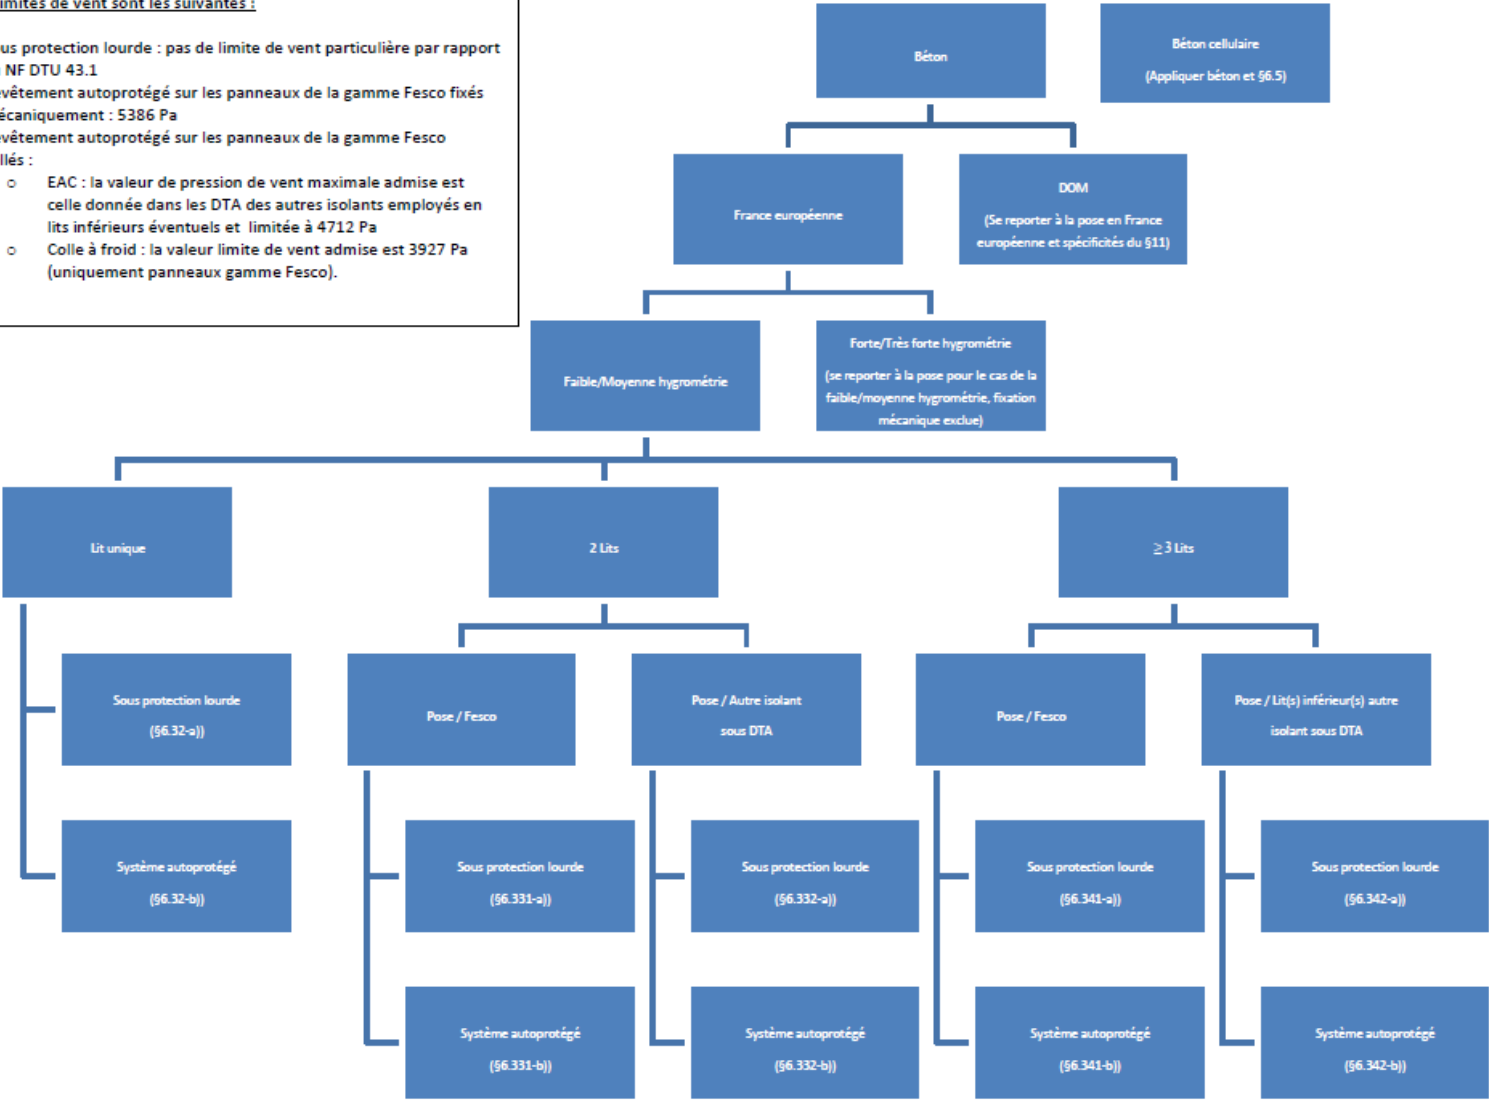 imites de vent sont les suivantes :
us protection lourde : pas de limite de vent particulière par rapport
NF DTU 43.1
evêtement autoprotégé sur les panneaux de la gamme Fesco fixés
écaniquement : 5386 Pa
evêtement autoprotégé sur les panneaux de la gamme Fesco
llés :
o EAC : la valeur de pression de vent maximale admise est
celle donnée dans les DTA des autres isolants employés en
lits inférieurs éventuels et limitée à 4712 Pa
o Colle à froid : la valeur limite de vent admise est 3927 Pa
(uniquement panneaux gamme Fesco).
Béton
Béton cellulaire
(Appliquer béton et §6.5)
France européenne
DOM
(Se reporter à la pose en France
européenne et spécificités du §11)
Faible/Moyenne hygrométrie
Forte/Très forte hygrométrie
(se reporter à la pose pour le cas de la
faible/moyenne hygrométrie, fixation
mécanique exclue)
Lit unique
2 Lits
≥ 3 Lits
Sous protection lourde
(§6.32-a))
Pose / Fesco
Pose / Autre isolant
sous DTA
Pose / Fesco
Pose / Lit(s) inférieur(s) autre
isolant sous DTA
Système autoprotégé
(§6.32-b))
Sous protection lourde
(§6.331-a))
Sous protection lourde
(§6.332-a))
Sous protection lourde
(§6.341-a))
Sous protection lourde
(§6.342-a))
Système autoprotégé
(§6.331-b))
Système autoprotégé
(§6.332-b))
Système autoprotégé
(§6.341-b))
Système autoprotégé
(§6.342-b))